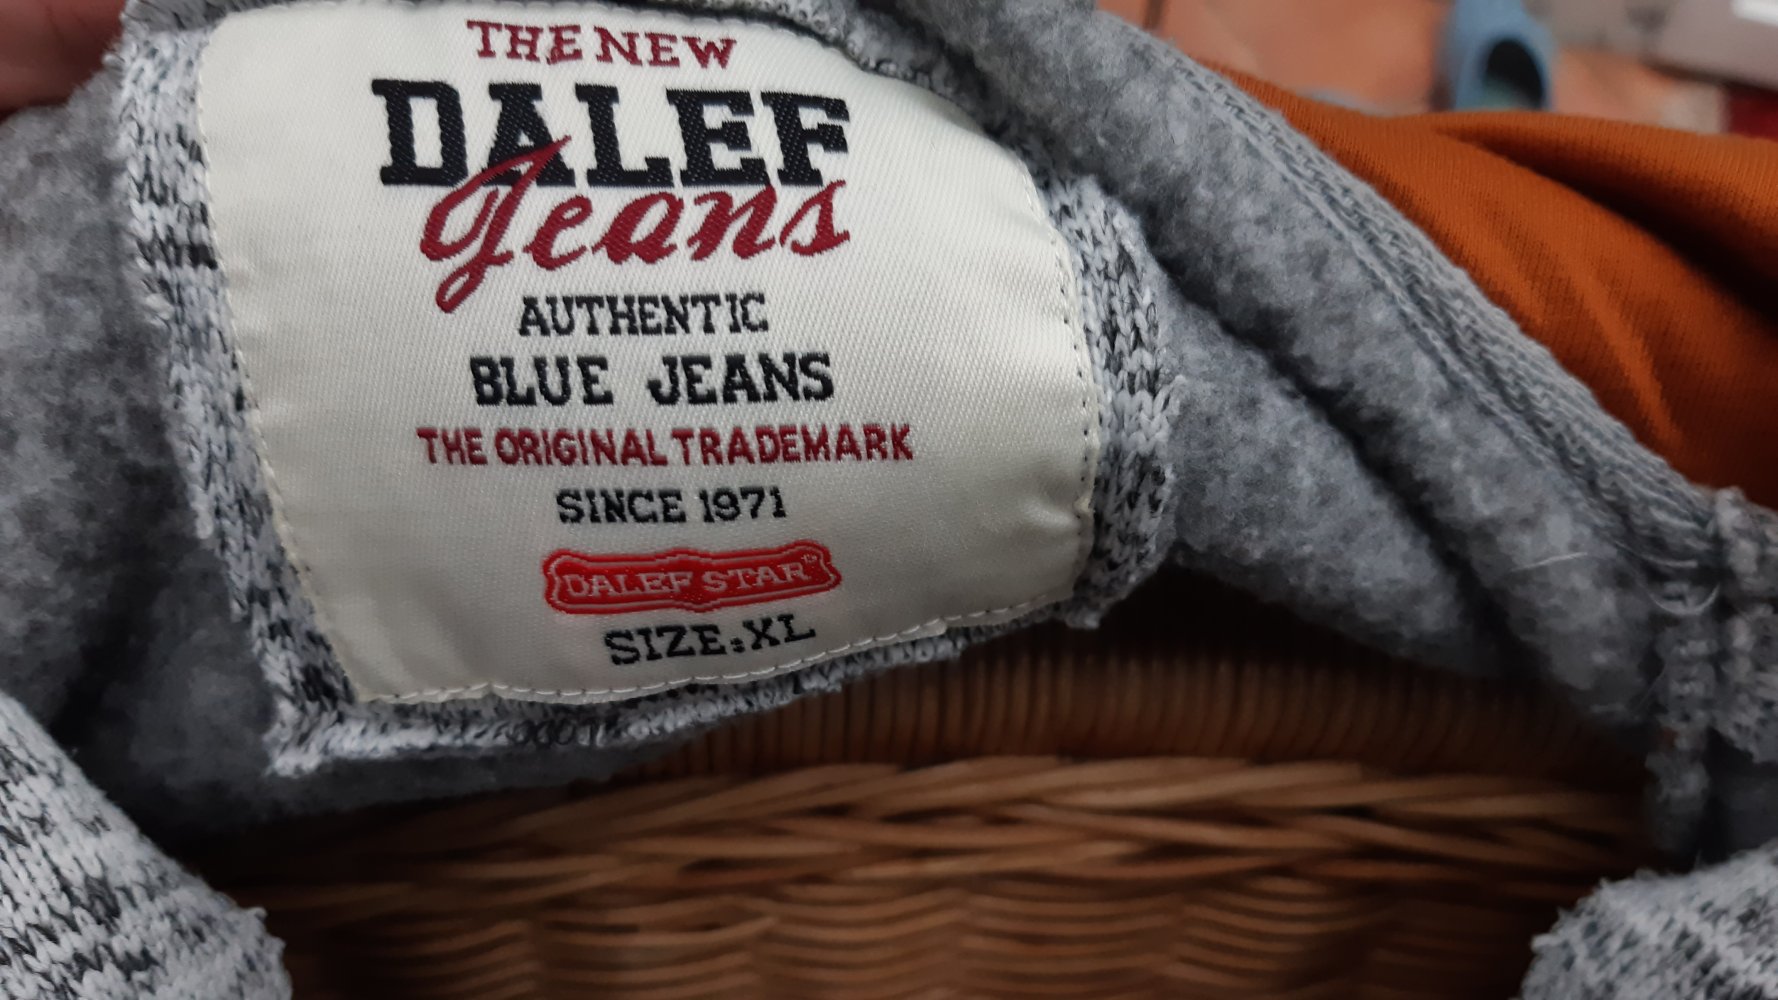 THE NEW
DALEF
Jeans
AUTHENTIC
BLUE JEANS
THE ORIGINAL TRADEMARK
SINCE 1971
DALEF STAR
SIZE:XL